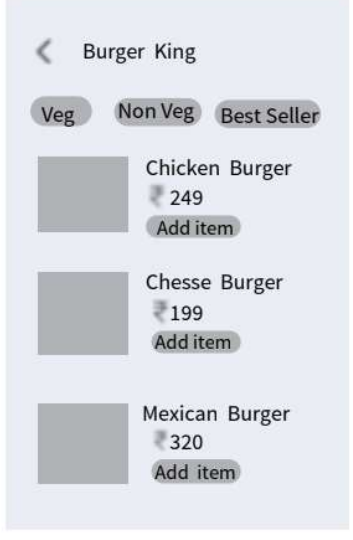 Burger King
Veg Non Veg Best Seller
Chicken Burger
₹ 249
Add item
Chesse Burger
₹199
Add item
Mexican Burger
₹320
Add item